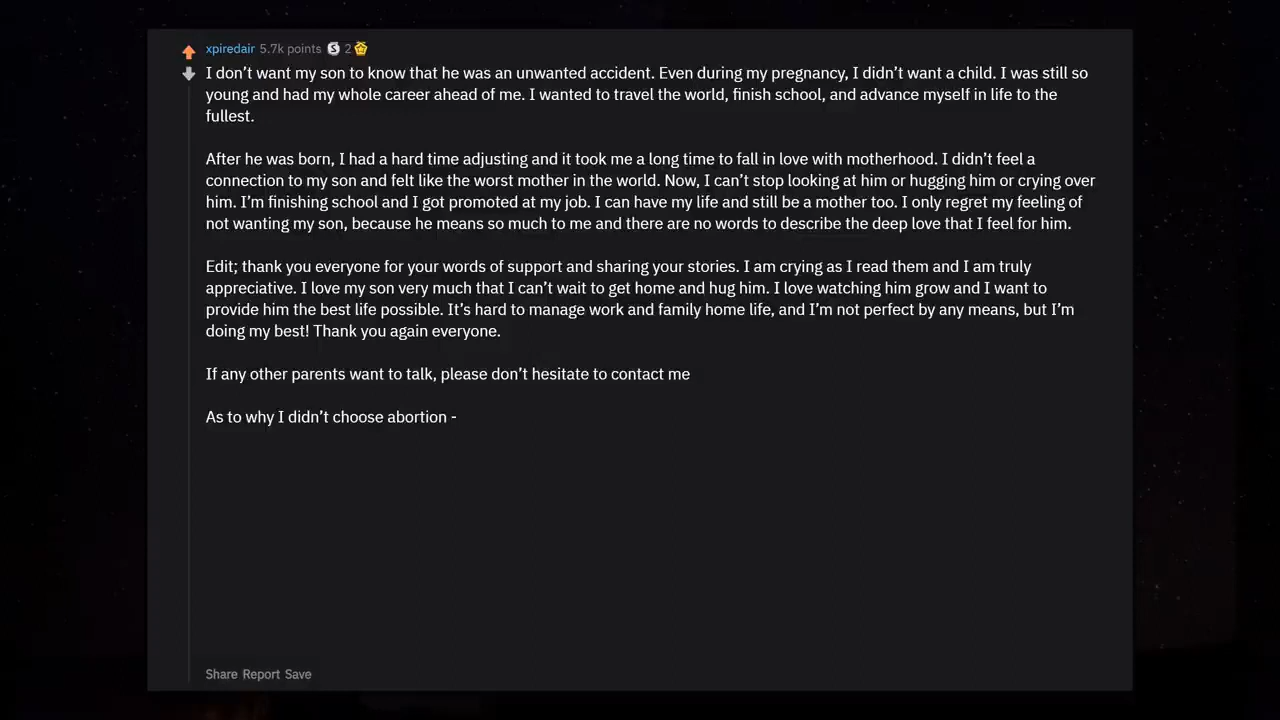 xpiredair 5.7k points S 2
I don't want my son to know that he was an unwanted accident. Even during my pregnancy, I didn't want a child. I was still so
young and had my whole career ahead of me. I wanted to travel the world, finish school, and advance myself in life to the
fullest.
After he was born, I had a hard time adjusting and it took me a long time to fall in love with motherhood. I didn't feel a
connection to my son and felt like the worst mother in the world. Now, I can't stop looking at him or hugging him or crying over
him. I'm finishing school and I got promoted at my job. I can have my life and still be a mother too. I only regret my feeling of
not wanting my son, because he means so much to me and there are no words to describe the deep love that I feel for him.
Edit; thank you everyone for your words of support and sharing your stories. I am crying as I read them and I am truly
appreciative. I love my son very much that I can't wait to get home and hug him. I love watching him grow and I want to
provide him the best life possible. It's hard to manage work and family home life, and I'm not perfect by any means, but I'm
doing my best! Thank you again everyone.
If any other parents want to talk, please don't hesitate to contact me
As to why I didn't choose abortion -
Share Report Save